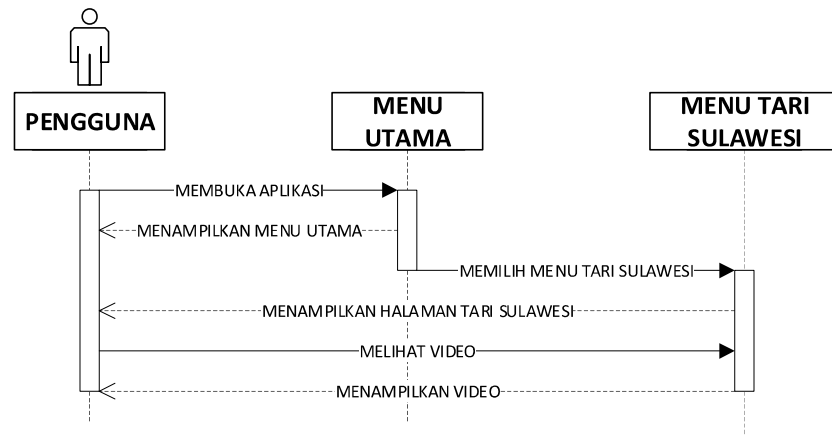 PENGGUNA
MENU
UTAMA
MENU TARI
SULAWESI
MEMBUKA APLIKASI
MENAMPILKAN MENU UTAMA
MEMILIH MENU TARI SULAWESI
MENAMPILKAN HALAMAN TARI SULAWESI
MELIHAT VIDEO
MENAMPILKAN VIDEO